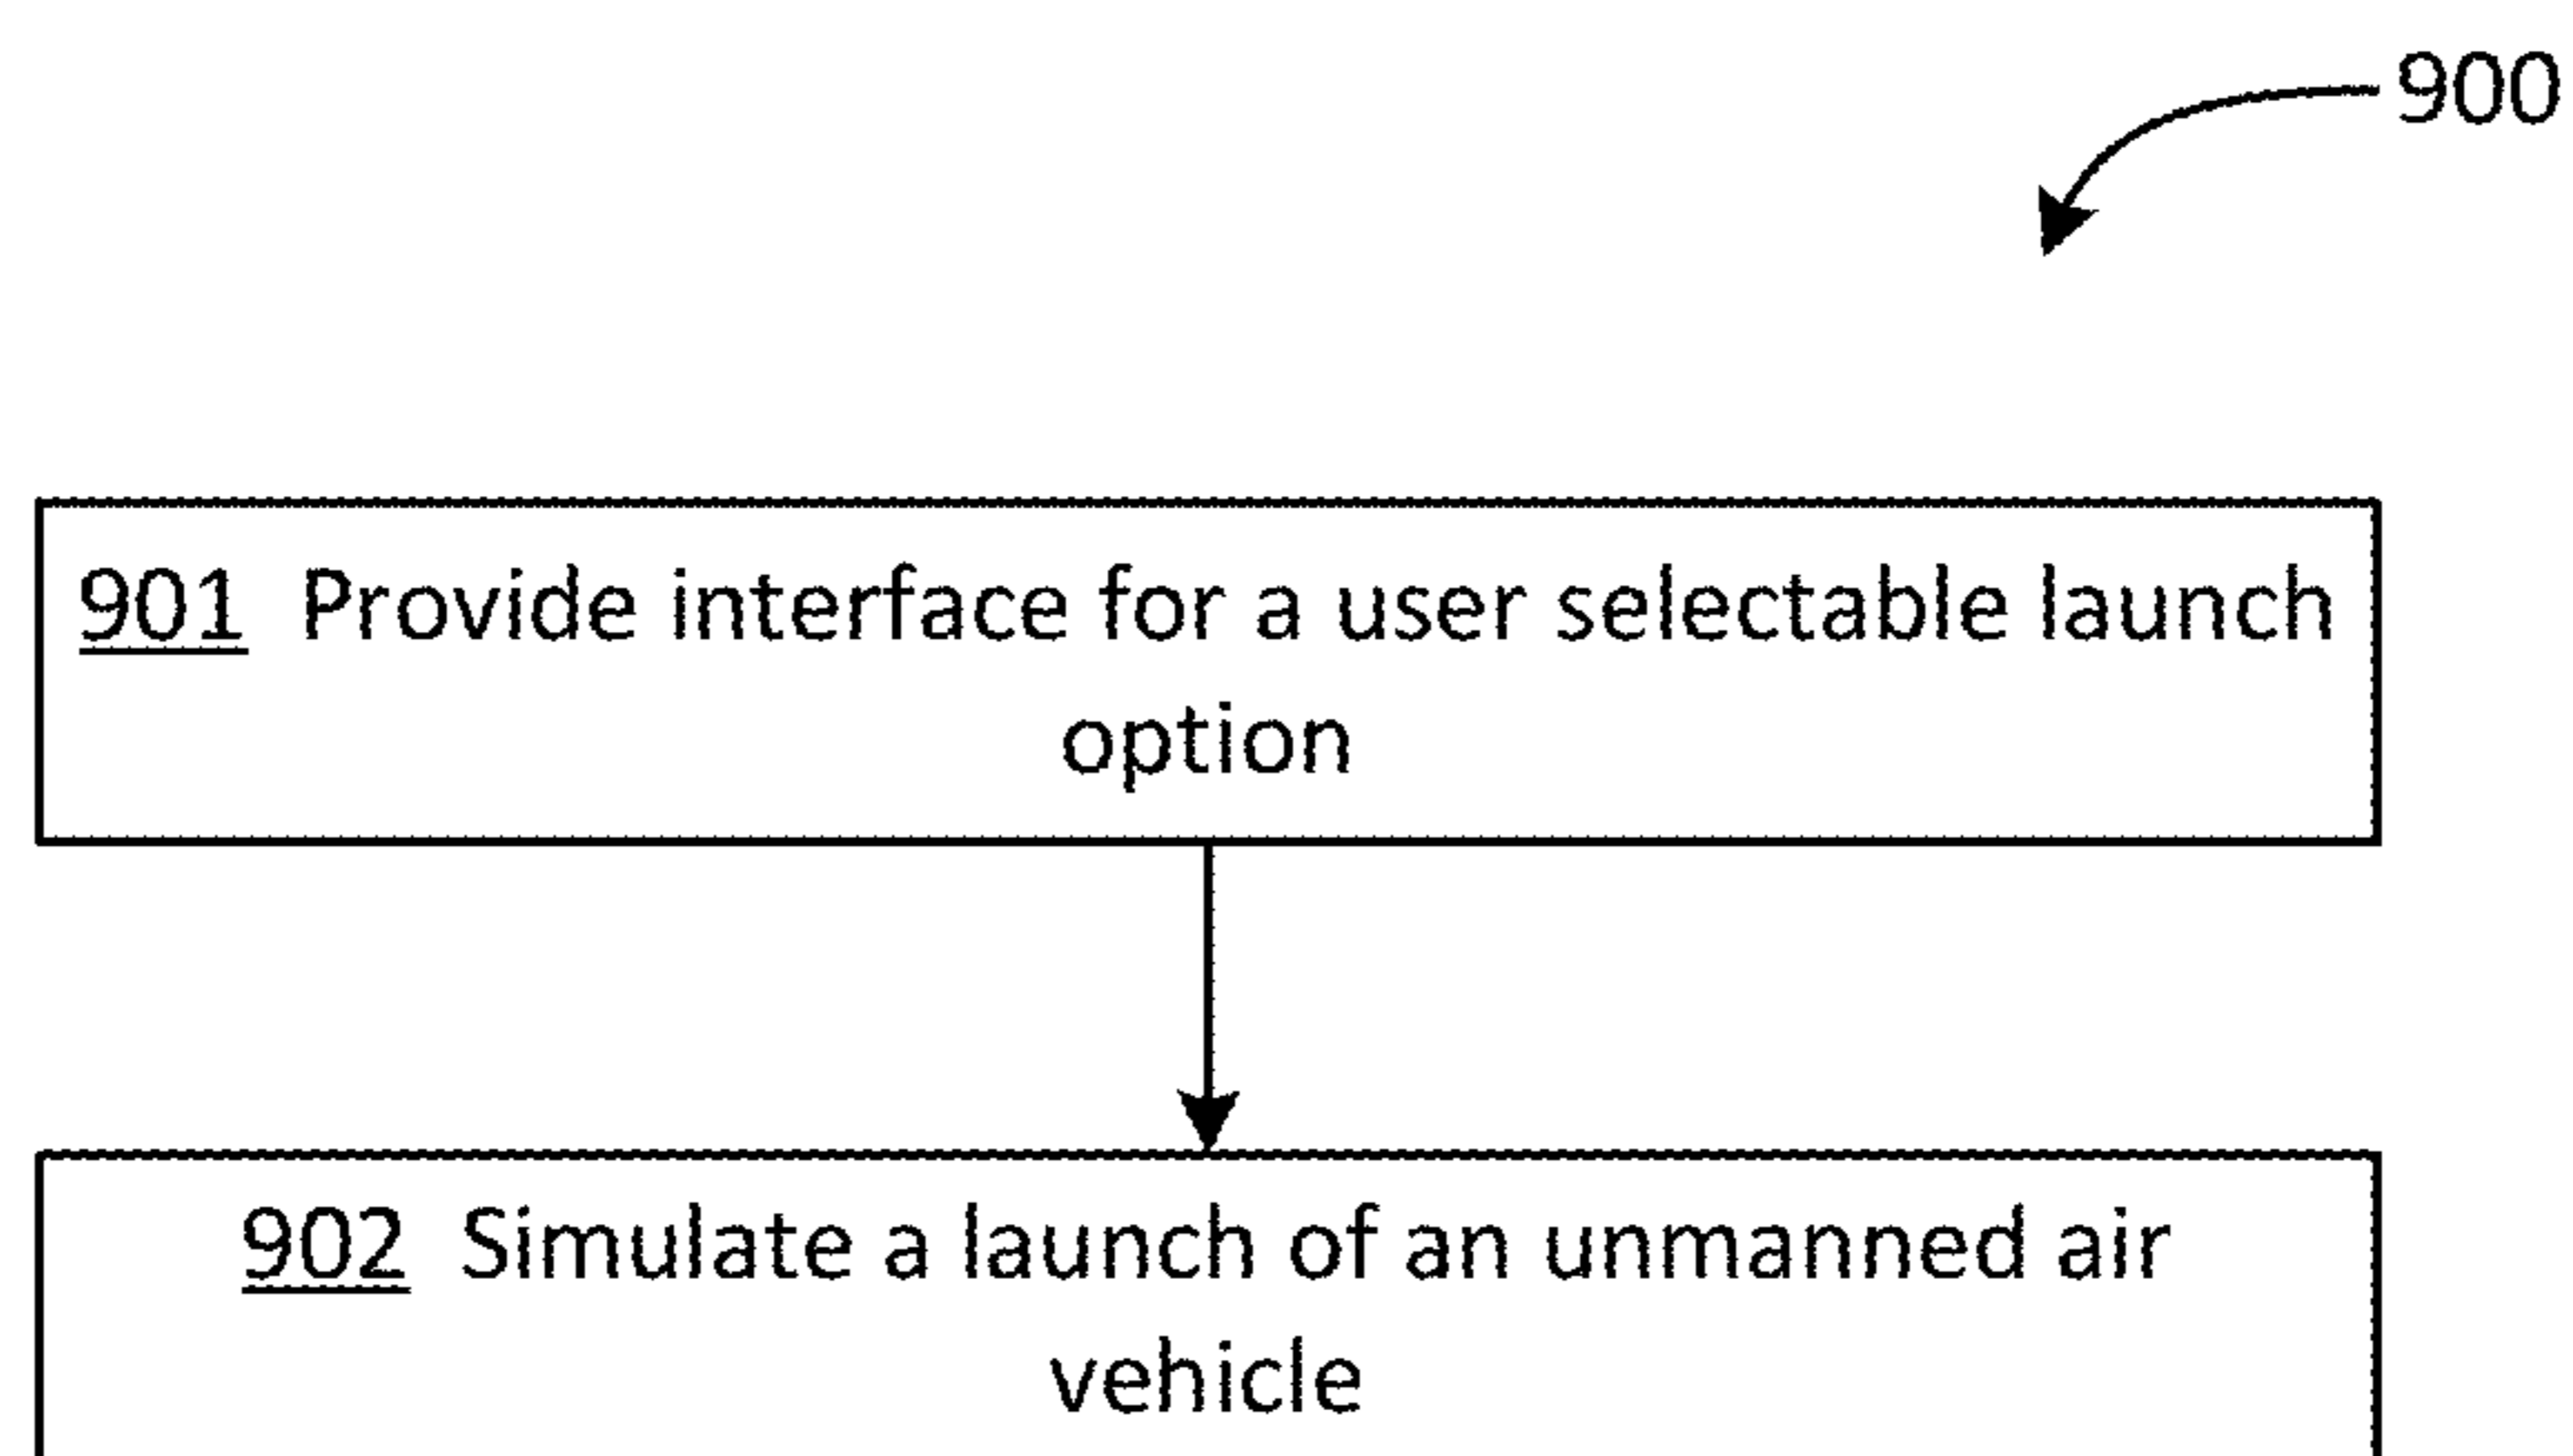 900
901 Provide interface for a user selectable launch
option
902 Simulate a launch of an unmanned air
vehicle